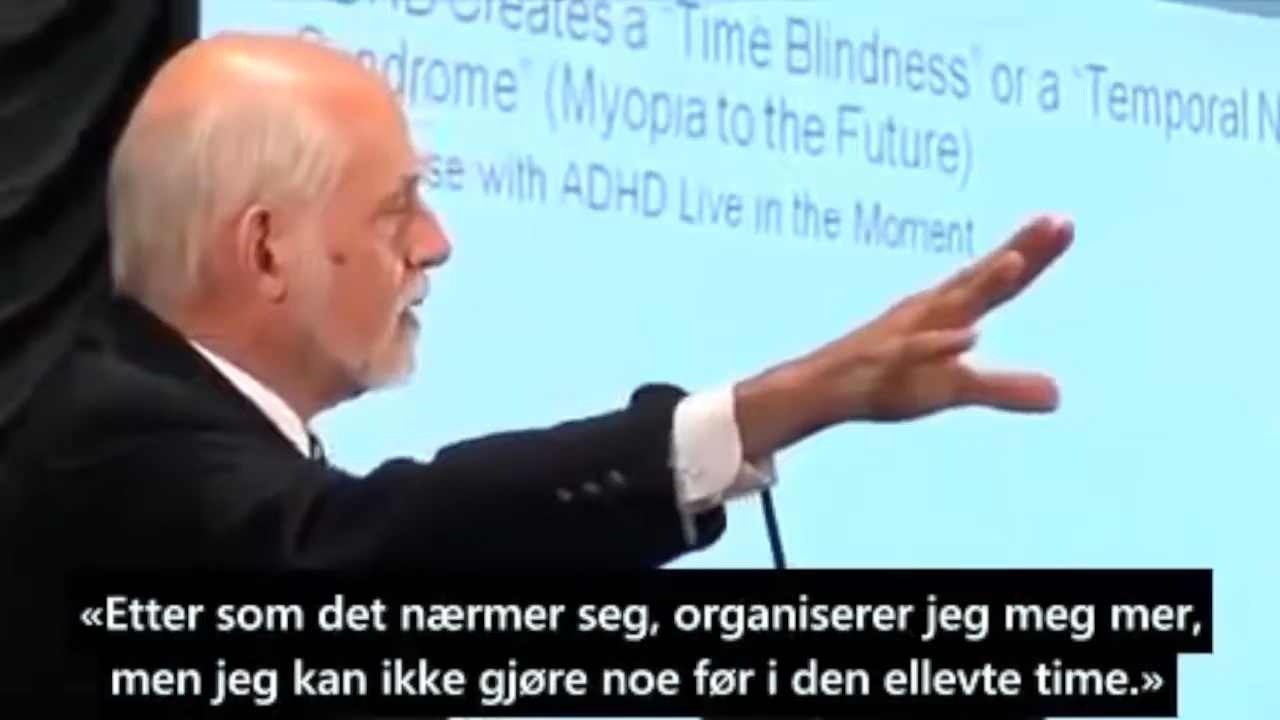 Creates a "Time Blindness" or a "Temporal
(Myopia to the Future)
with ADHD Live in the Moment
«Etter som det nærmer seg, organiserer jeg meg mer,
men jeg kan ikke gjøre noe før i den ellevte time.»